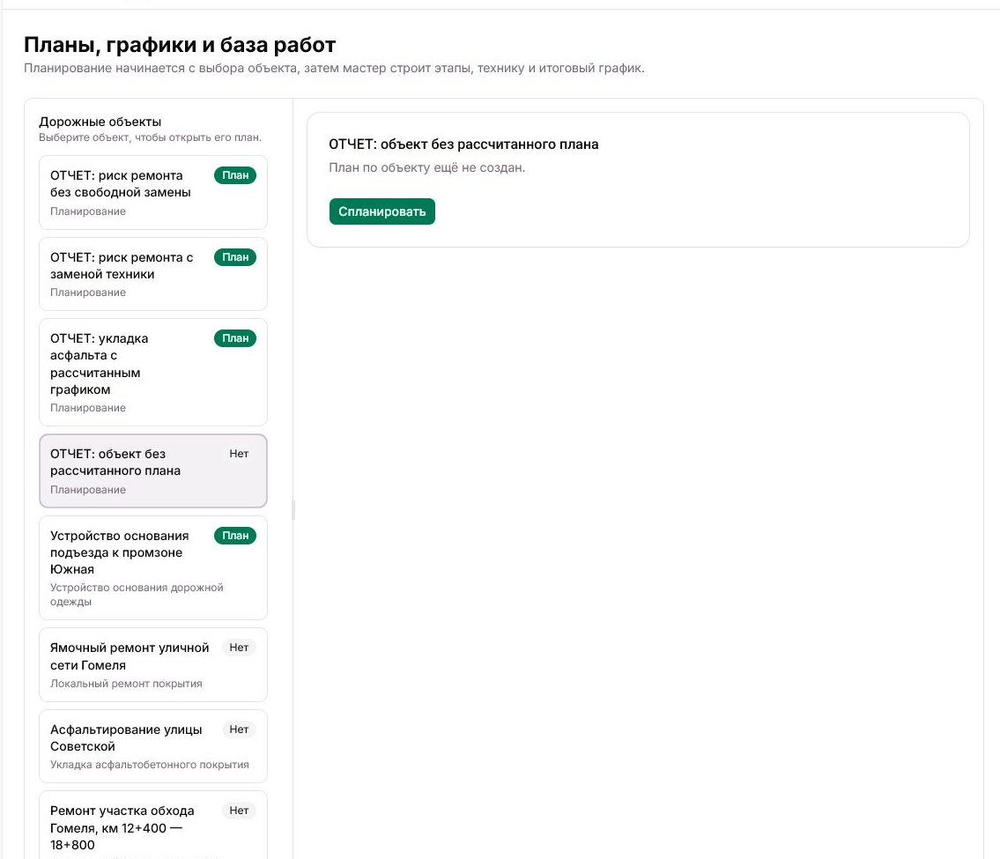 Планы, графики и база работ
Планирование начинается с выбора объекта, затем мастер строит этапы, технику и итоговый график.
Дорожные объекты
Выберите объект, чтобы открыть его план.
ОТЧЕТ: риск ремонта
без свободной замены
План
Планирование
ОТЧЕТ: риск ремонта с
заменой техники
План
Планирование
ОТЧЕТ: укладка
асфальта с
рассчитанным
графиком
План
Планирование
ОТЧЕТ: объект без
рассчитанного плана
Нет
Планирование
Устройство основания
подъезда к промзоне
Южная
План
Устройство основания дорожной
одежды
Ямочный ремонт уличной
сети Гомеля
Нет
Локальный ремонт покрытия
Асфальтирование улицы
Советской
Нет
Укладка асфальтобетонного покрытия
Ремонт участка обхода
Гомеля, км 12+400 —
18+800
Нет
ОТЧЕТ: объект без рассчитанного плана
План по объекту ещё не создан.
Спланировать